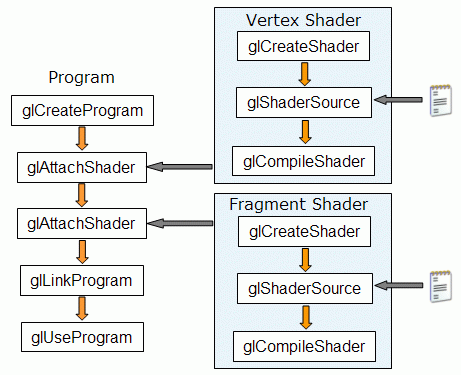 Vertex Shader
glCreateShader
glShaderSource
glCompileShader
Program
glCreateProgram
glAttachShader
glAttachShader
glLinkProgram
glUseProgram
Fragment Shader
glCreateShader
glShaderSource
glCompileShader